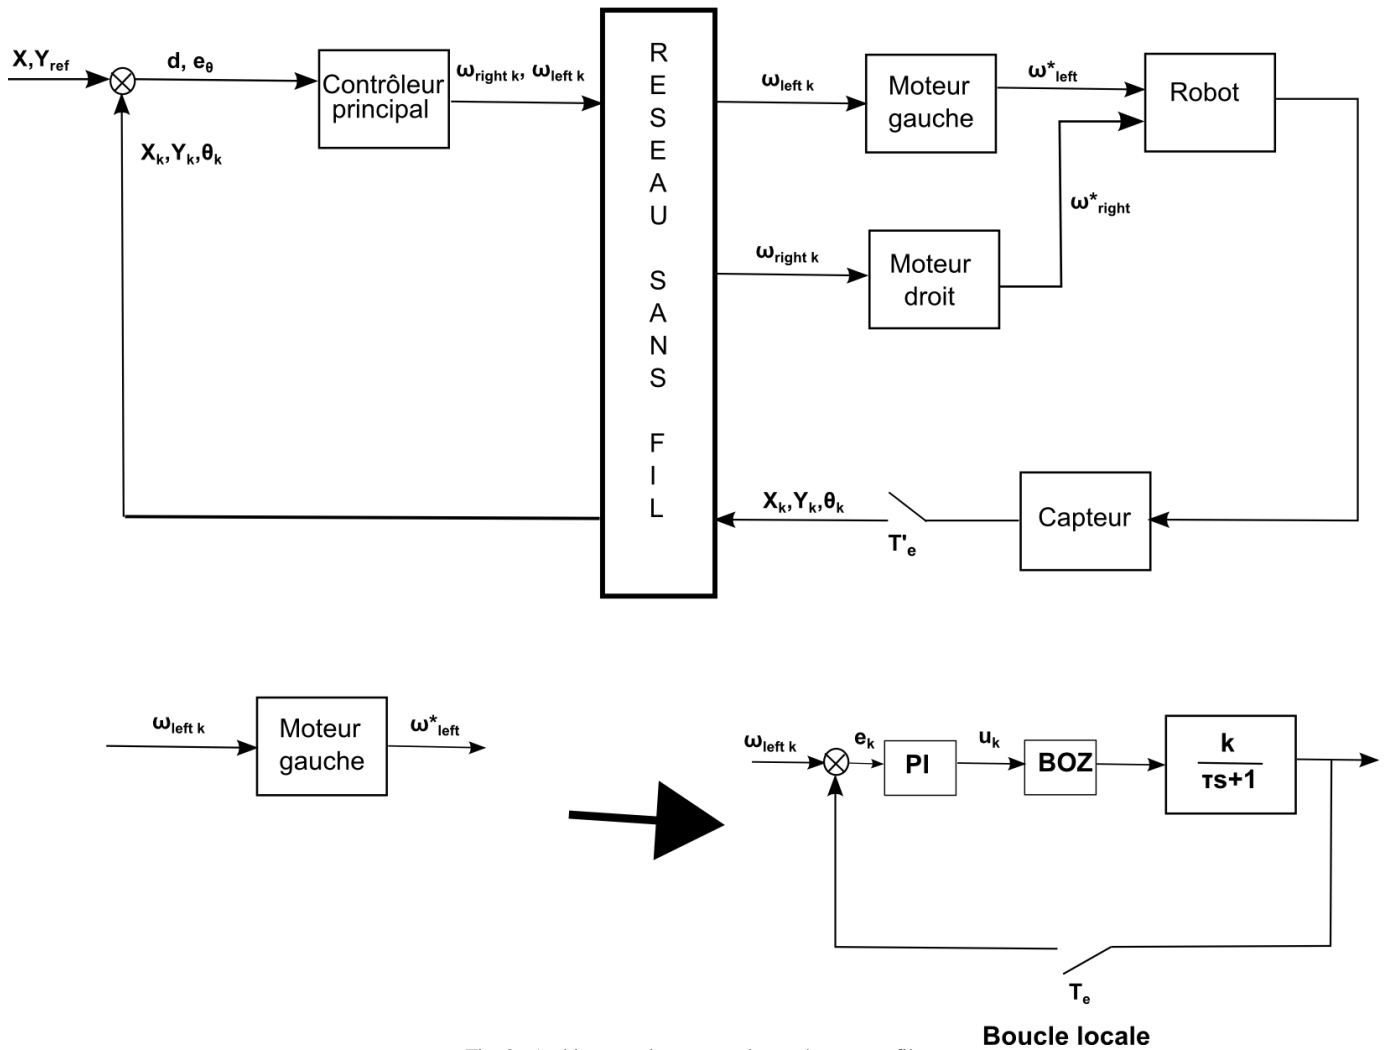 X,Yref
d, eθ
Contrôleur
principal
ωright k, ωleft k
Xk,Yk,θk
R
E
S
E
A
U
S
A
N
S
F
I
L
ωleft k
Moteur
gauche
ω*left
Robot
ω*right
ωright k
Moteur
droit
Xk,Yk,θk
T'e
Capteur
ωleft k
Moteur
gauche
ω*left
ωleft k
ek
PI
uk
BOZ
k
τs+1
Te
Boucle locale